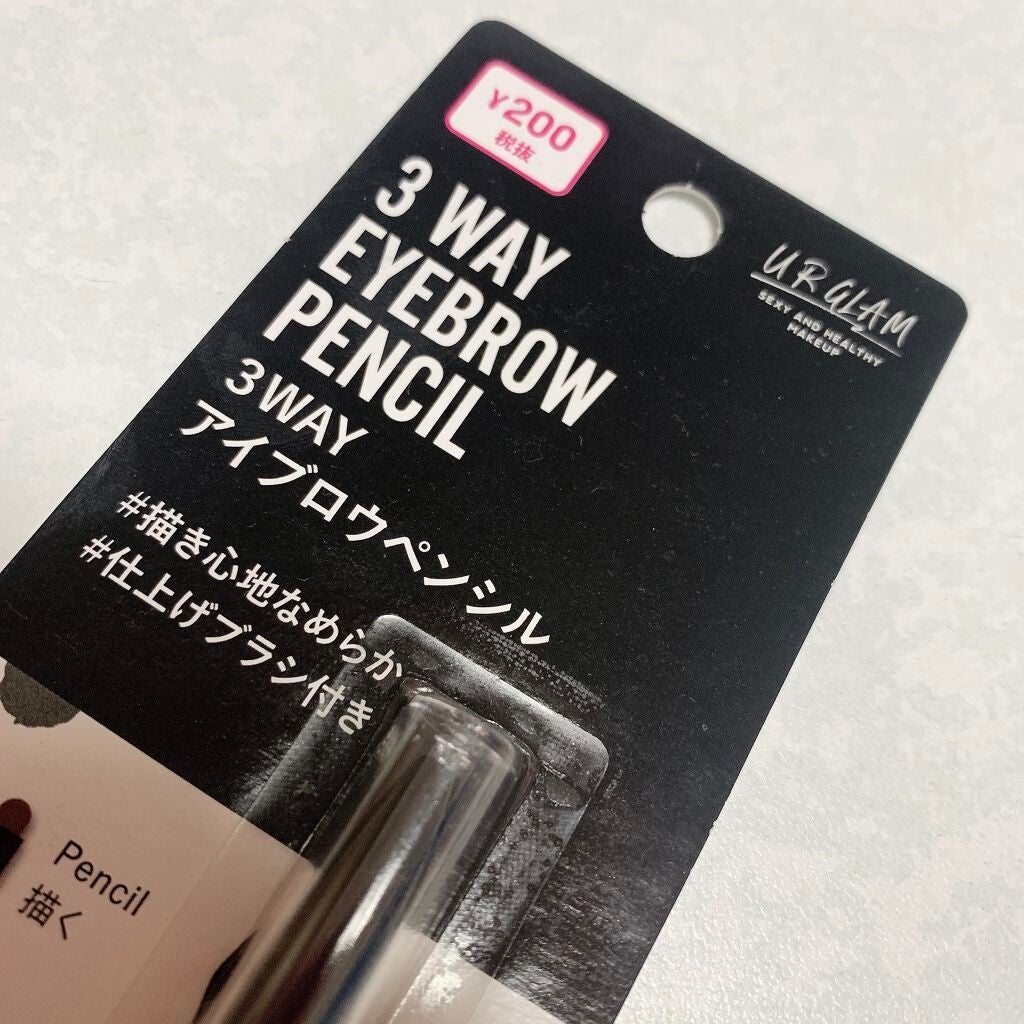 ¥200
税抜
3 WAY
EYEBROW
PENCIL
3WAY
アイブロウペンシル
#描き心地なめらか
#仕上げブラシ付き
UR GLAM
SEXY AND HEALTHY
MAKEUP
Pencil
描く